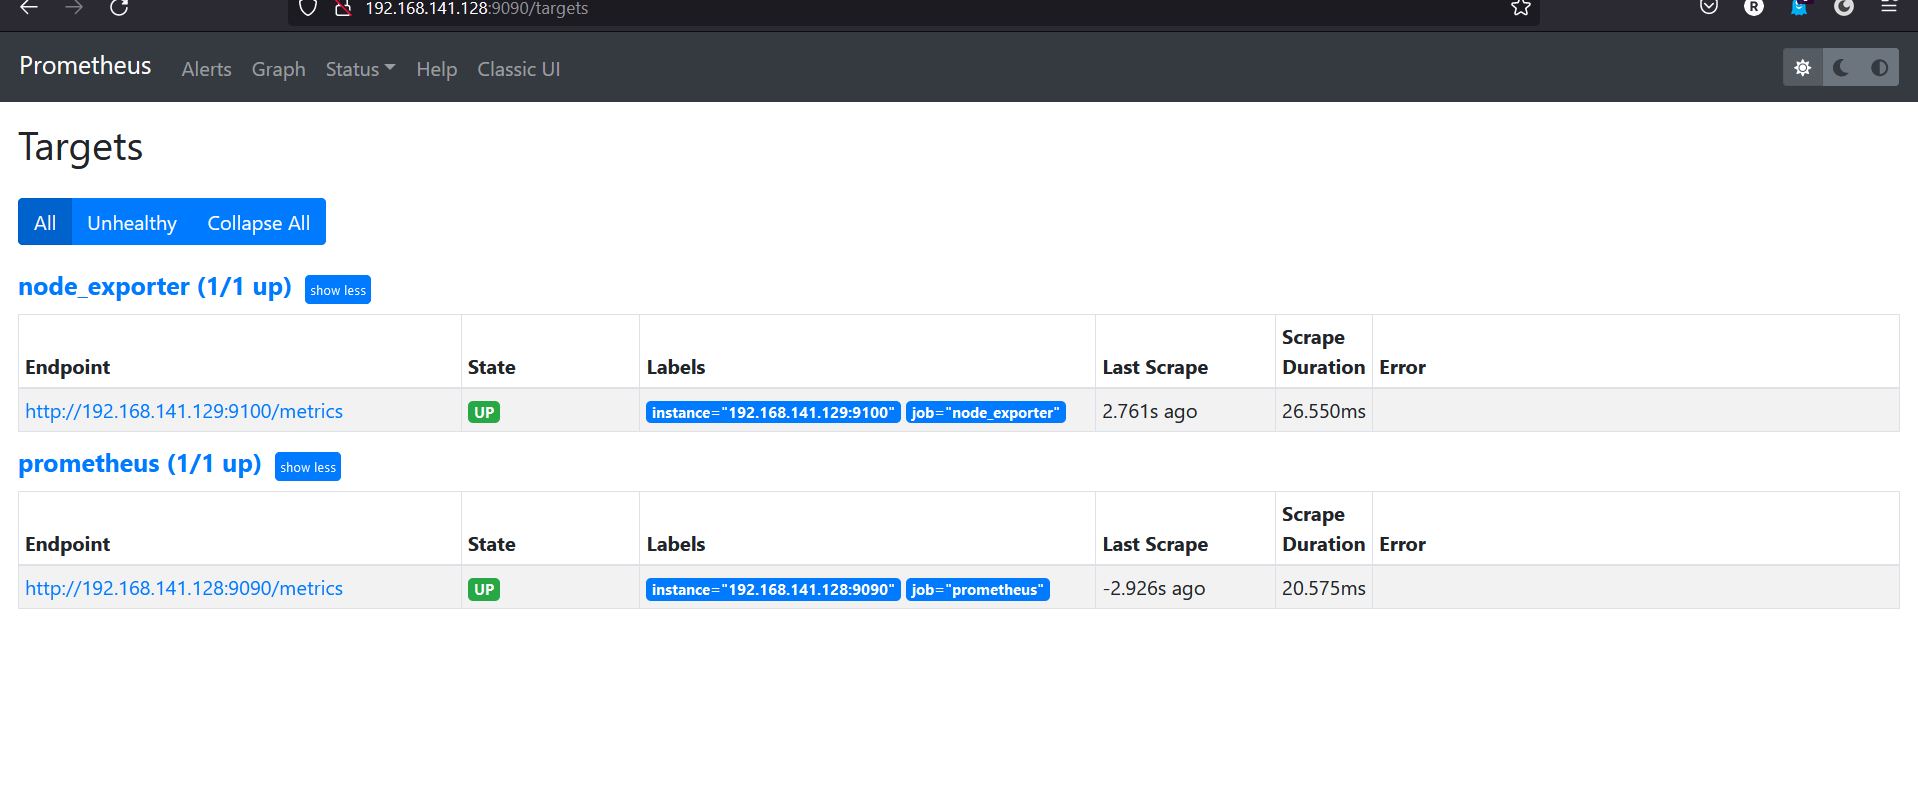 192.168.141.128:9090/targets
R
Prometheus Alerts Graph Status Help Classic UI
Targets
All Unhealthy Collapse All
node_exporter (1/1 up) show less
Endpoint State Labels Last Scrape Scrape Duration Error
http://192.168.141.129:9100/metrics UP instance="192.168.141.129:9100" job="node_exporter" 2.761s ago 26.550ms
prometheus (1/1 up) show less
Endpoint State Labels Last Scrape Scrape Duration Error
http://192.168.141.128:9090/metrics UP instance="192.168.141.128:9090" job="prometheus" -2.926s ago 20.575ms